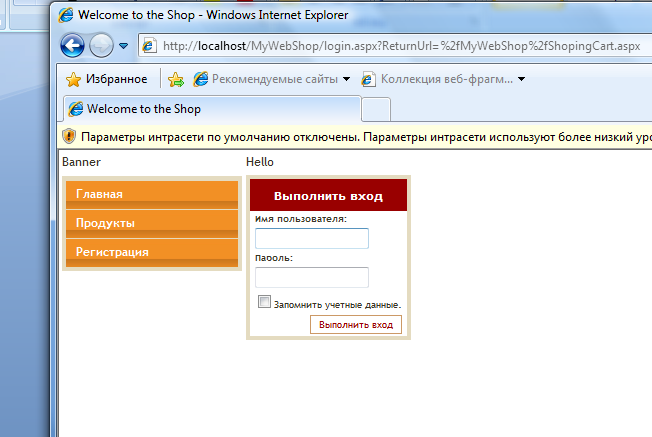 Welcome to the Shop - Windows Internet Explorer
http://localhost/MyWebShop/login.aspx?ReturnUrl=%2fMyWebShop%2fShopingCart.aspx
Избранное Рекомендуемые сайты Коллекция веб-фрагм...
Welcome to the Shop
Параметры интрасети по умолчанию отключены. Параметры интрасети используют более низкий уро
Banner Hello
Главная
Продукты
Регистрация
Выполнить вход
Имя пользователя:
Пароль:
Запомнить учетные данные.
Выполнить вход